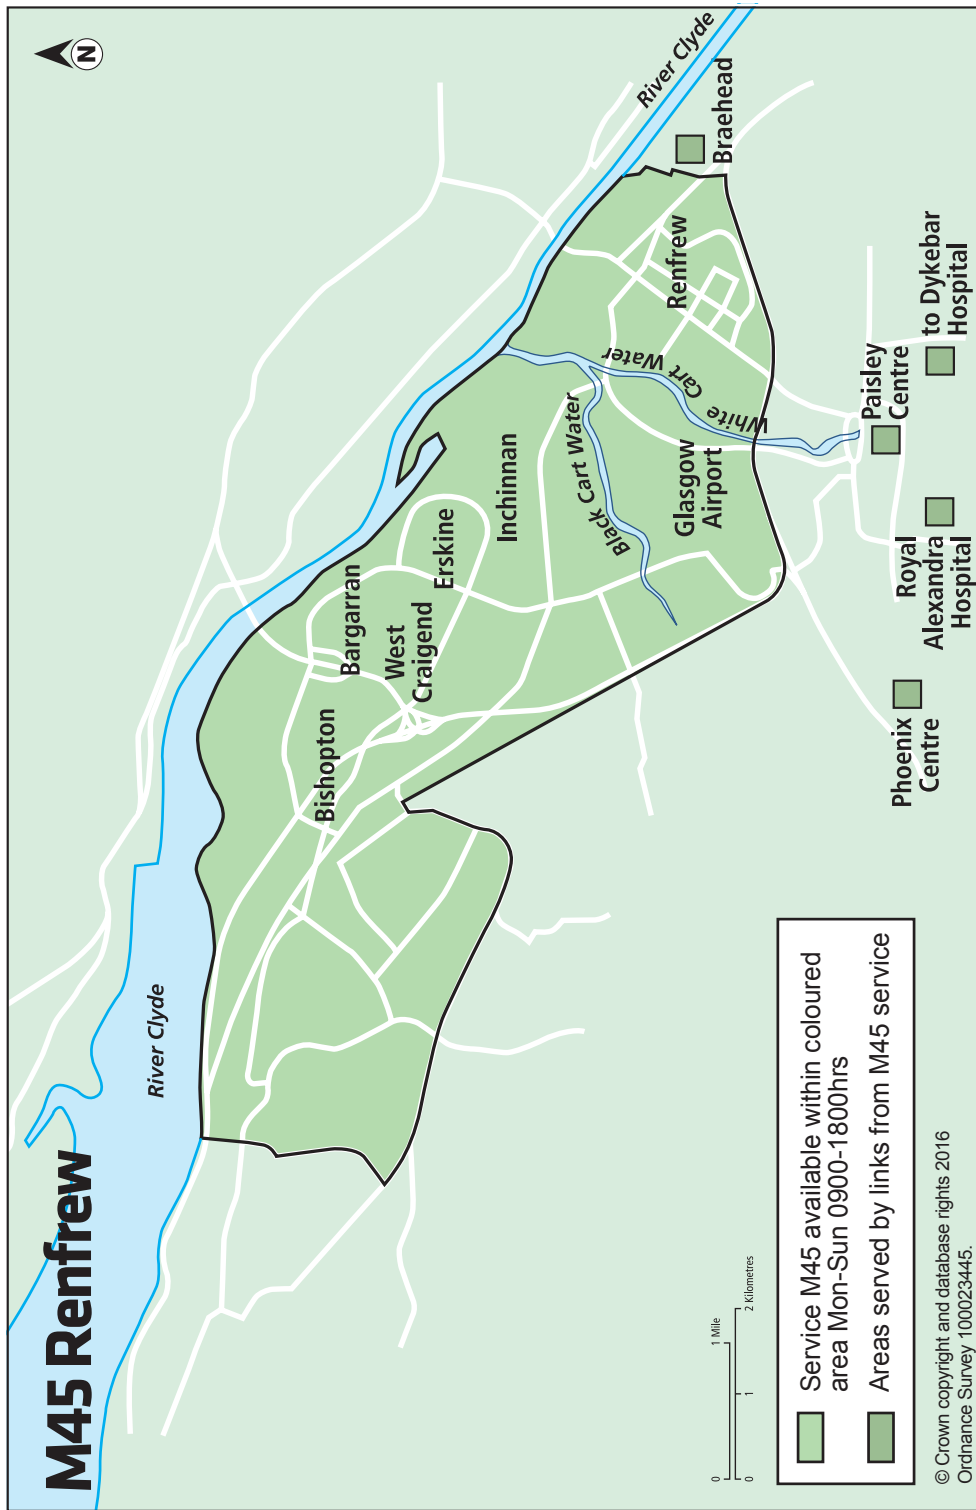 M45 Renfrew
N
River Clyde
River Clyde
Braehead
Renfrew
to Dykebar
Hospital
Paisley
Centre
White Cart Water
Black Cart Water
Glasgow
Airport
Inchinnan
Erskine
Bargarran
West
Craigend
Bishopton
Royal
Alexandra
Hospital
Phoenix
Centre
0 1 Mile
0 1 2 Kilometres
Service M45 available within coloured
area Mon-Sun 0900-1800hrs
Areas served by links from M45 service
© Crown copyright and database rights 2016
Ordnance Survey 100023445.